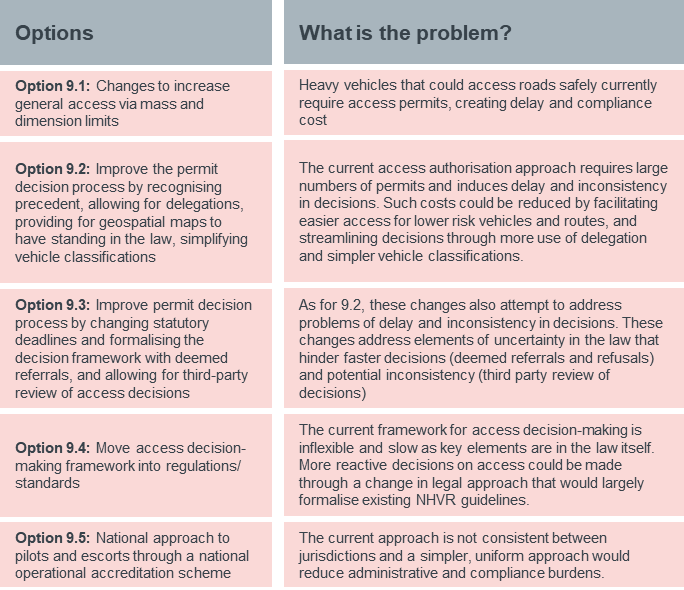 Options
What is the problem?
Option 9.1: Changes to increase
general access via mass and
dimension limits
Heavy vehicles that could access roads safely currently
require access permits, creating delay and compliance
cost
Option 9.2: Improve the permit
decision process by recognising
precedent, allowing for delegations,
providing for geospatial maps to
have standing in the law, simplifying
vehicle classifications
The current access authorisation approach requires large
numbers of permits and induces delay and inconsistency
in decisions. Such costs could be reduced by facilitating
easier access for lower risk vehicles and routes, and
streamlining decisions through more use of delegation
and simpler vehicle classifications.
Option 9.3: Improve permit decision
process by changing statutory
deadlines and formalising the
decision framework with deemed
referrals, and allowing for third-party
review of access decisions
As for 9.2, these changes also attempt to address
problems of delay and inconsistency in decisions. These
changes address elements of uncertainty in the law that
hinder faster decisions (deemed referrals and refusals)
and potential inconsistency (third party review of
decisions)
Option 9.4: Move access decision-
making framework into regulations/
standards
The current framework for access decision-making is
inflexible and slow as key elements are in the law itself.
More reactive decisions on access could be made
through a change in legal approach that would largely
formalise existing NHVR guidelines.
Option 9.5: National approach to
pilots and escorts through a national
operational accreditation scheme
The current approach is not consistent between
jurisdictions and a simpler, uniform approach would
reduce administrative and compliance burdens.